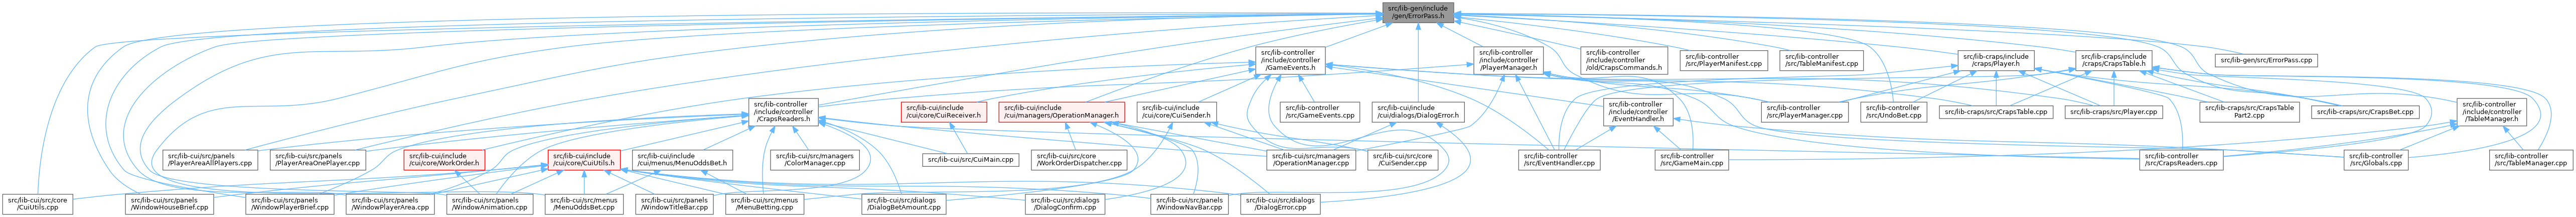 src/lib-gen/include
/gen/ErrorPass.h
src/lib-controller
/include/controller
/GameEvents.h
src/lib-controller
/include/controller
/PlayerManager.h
src/lib-controller
/include/controller
/old/CrapsCommands.h
src/lib-controller
/src/PlayerManifest.cpp
src/lib-controller
/src/TableManifest.cpp
src/lib-craps/include
/craps/Player.h
src/lib-craps/include
/craps/CrapsTable.h
src/lib-gen/src/ErrorPass.cpp
src/lib-controller
/include/controller
/CrapsReaders.h
src/lib-cui/include
/cui/core/CuiReceiver.h
src/lib-cui/include
/cui/managers/OperationManager.h
src/lib-cui/include
/cui/core/CuiSender.h
src/lib-controller
/src/GameEvents.cpp
src/lib-cui/include
/cui/dialogs/DialogError.h
src/lib-controller
/include/controller
/EventHandler.h
src/lib-controller
/src/PlayerManager.cpp
src/lib-controller
/src/UndoBet.cpp
src/lib-craps/src/CrapsTable.cpp
src/lib-craps/src/Player.cpp
src/lib-craps/src/CrapsTable
Part2.cpp
src/lib-craps/src/CrapsBet.cpp
src/lib-controller
/include/controller
/TableManager.h
src/lib-cui/src/panels
/PlayerAreaAllPlayers.cpp
src/lib-cui/src/panels
/PlayerAreaOnePlayer.cpp
src/lib-cui/include
/cui/core/WorkOrder.h
src/lib-cui/include
/cui/core/CuiUtils.h
src/lib-cui/include
/cui/menus/MenuOddsBet.h
src/lib-cui/src/managers
/ColorManager.cpp
src/lib-cui/src/CuiMain.cpp
src/lib-cui/src/core
/WorkOrderDispatcher.cpp
src/lib-cui/src/managers
/OperationManager.cpp
src/lib-cui/src/core
/CuiSender.cpp
src/lib-controller
/src/EventHandler.cpp
src/lib-controller
/src/GameMain.cpp
src/lib-controller
/src/CrapsReaders.cpp
src/lib-controller
/src/Globals.cpp
src/lib-controller
/src/TableManager.cpp
src/lib-cui/src/core
/CuiUtils.cpp
src/lib-cui/src/panels
/WindowHouseBrief.cpp
src/lib-cui/src/panels
/WindowPlayerBrief.cpp
src/lib-cui/src/panels
/WindowPlayerArea.cpp
src/lib-cui/src/panels
/WindowAnimation.cpp
src/lib-cui/src/menus
/MenuOddsBet.cpp
src/lib-cui/src/panels
/WindowTitleBar.cpp
src/lib-cui/src/menus
/MenuBetting.cpp
src/lib-cui/src/dialogs
/DialogBetAmount.cpp
src/lib-cui/src/dialogs
/DialogConfirm.cpp
src/lib-cui/src/panels
/WindowNavBar.cpp
src/lib-cui/src/dialogs
/DialogError.cpp